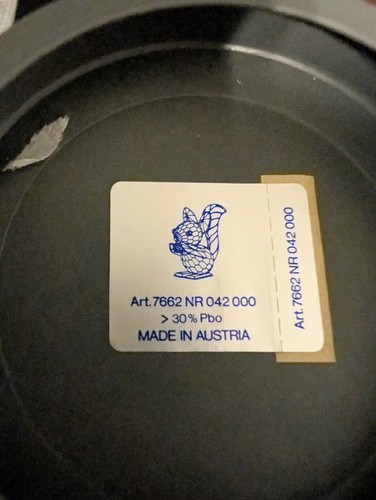 Art.7662 NR 042 000
> 30% Pbo
MADE IN AUSTRIA
Art.7662 NR 042 000